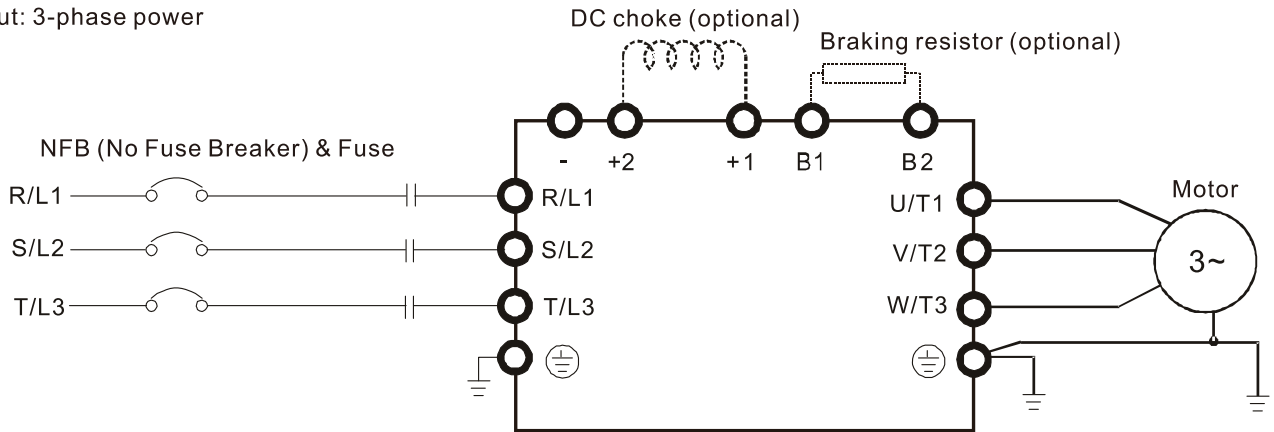 ut: 3-phase power
DC choke (optional)
Braking resistor (optional)
NFB (No Fuse Breaker) & Fuse
- +2 +1 B1 B2
Motor
R/L1 R/L1 U/T1
S/L2 S/L2 V/T2 3~
T/L3 T/L3 W/T3